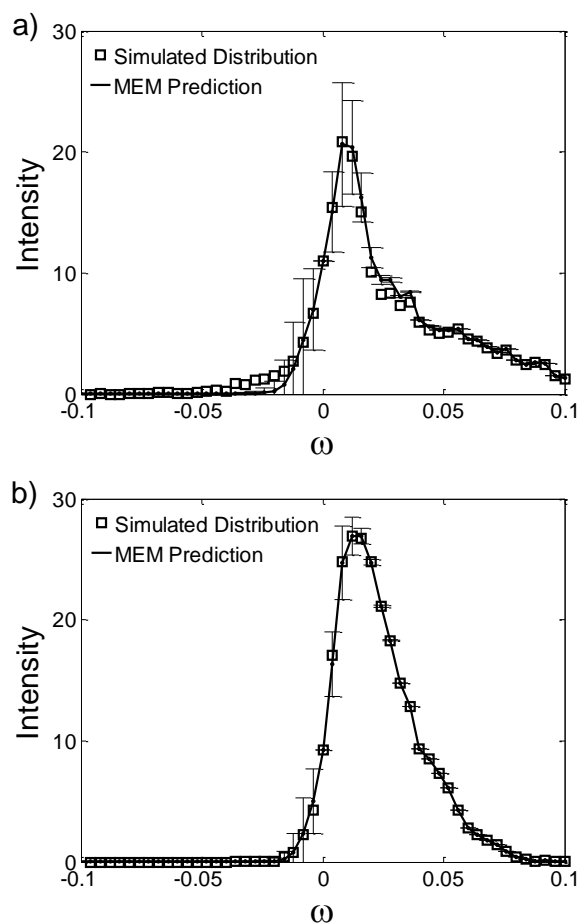 a)
30
20
10
0
Intensity
Simulated Distribution
MEM Prediction
-0.1
-0.05
0
0.05
0.1
ω
b)
30
20
10
0
Intensity
Simulated Distribution
MEM Prediction
-0.1
-0.05
0
0.05
0.1
ω